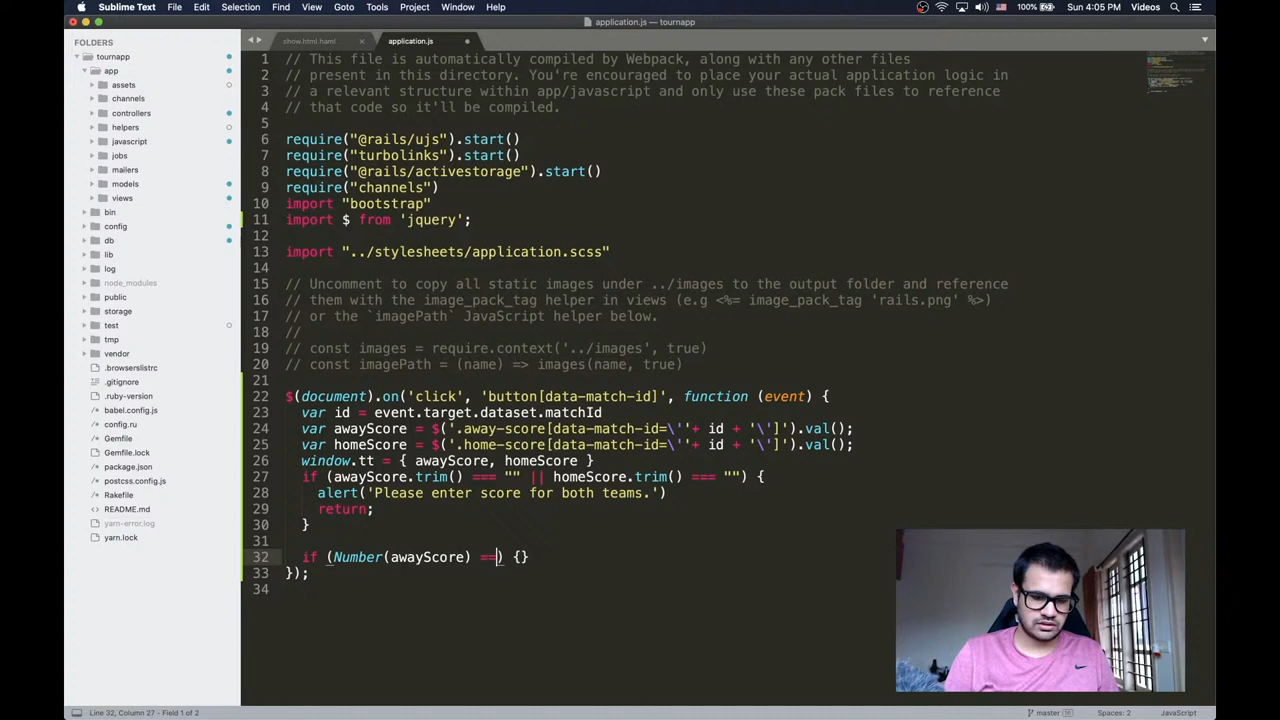 Sublime Text File Edit Selection Find View Goto Tools Project Window Help 100% Sun 4:05 PM Videos
application.js — tournapp
FOLDERS
tournapp
app
assets
channels
controllers
helpers
javascript
jobs
mailers
models
views
bin
config
db
lib
log
node_modules
public
storage
test
tmp
vendor
.browserslistrc
.gitignore
.ruby-version
babel.config.js
config.ru
Gemfile
Gemfile.lock
package.json
postcss.config.js
Rakefile
README.md
yarn-error.log
yarn.lock
show.html.haml application.js
1 // This file is automatically compiled by Webpack, along with any other files
2 // present in this directory. You're encouraged to place your actual application logic in
3 // a relevant structure within app/javascript and only use these pack files to reference
4 // that code so it'll be compiled.
5
6 require("@rails/ujs").start()
7 require("turbolinks").start()
8 require("@rails/activestorage").start()
9 require("channels")
10 import "bootstrap"
11 import $ from 'jquery';
12
13 import "../stylesheets/application.scss"
14
15 // Uncomment to copy all static images under ../images to the output folder and reference
16 // them with the image_pack_tag helper in views (e.g <%= image_pack_tag 'rails.png' %>)
17 // or the `imagePath` JavaScript helper below.
18 //
19 // const images = require.context('../images', true)
20 // const imagePath = (name) => images(name, true)
21
22 $(document).on('click', 'button[data-match-id]', function (event) {
23 var id = event.target.dataset.matchId
24 var awayScore = $('.away-score[data-match-id=\''+ id + '\']').val();
25 var homeScore = $('.home-score[data-match-id=\''+ id + '\']').val();
26 window.tt = { awayScore, homeScore }
27 if (awayScore.trim() === "" || homeScore.trim() === "") {
28 alert('Please enter score for both teams.')
29 return;
30 }
31
32 if (Number(awayScore) ==) {}
33 });
34
Line 32, Column 27 - Field 1 of 2 master Spaces: 2 JavaScript